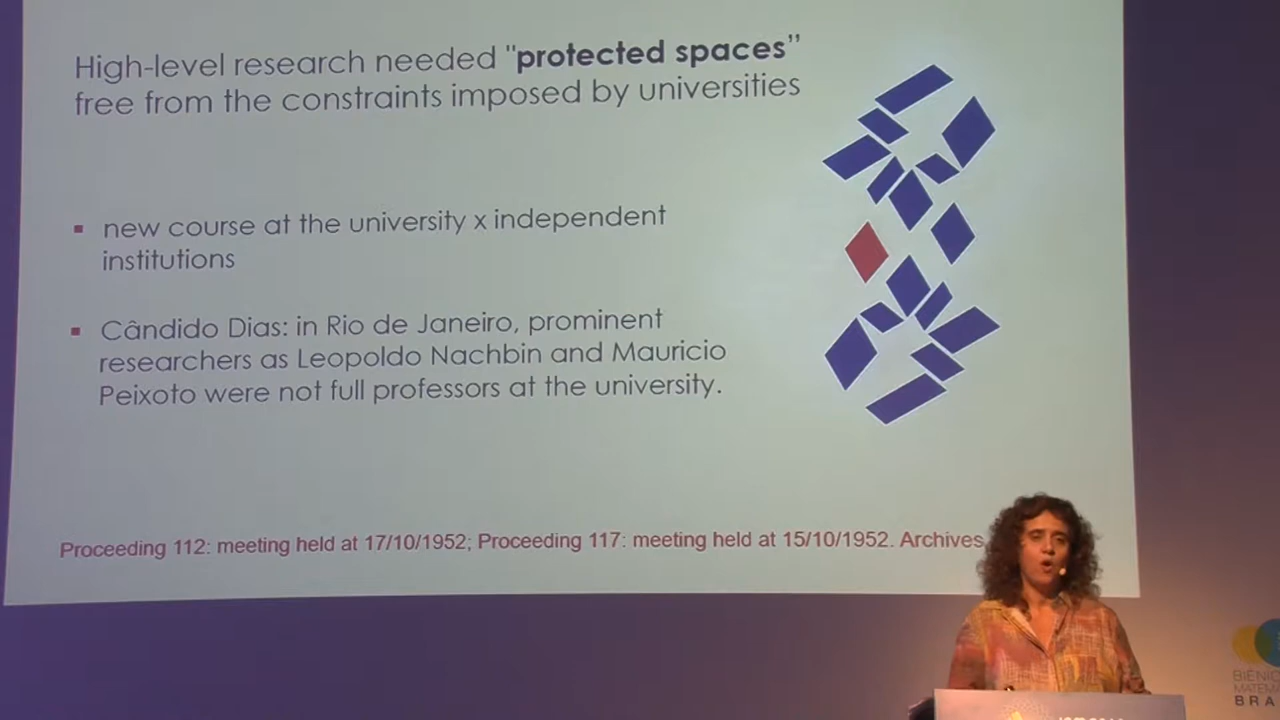 High-level research needed "protected spaces”
free from the constraints imposed by universities
▪ new course at the university x independent
institutions
▪ Cândido Dias: in Rio de Janeiro, prominent
researchers as Leopoldo Nachbin and Mauricio
Peixoto were not full professors at the university.
Proceeding 112: meeting held at 17/10/1952; Proceeding 117: meeting held at 15/10/1952. Archives
BRA